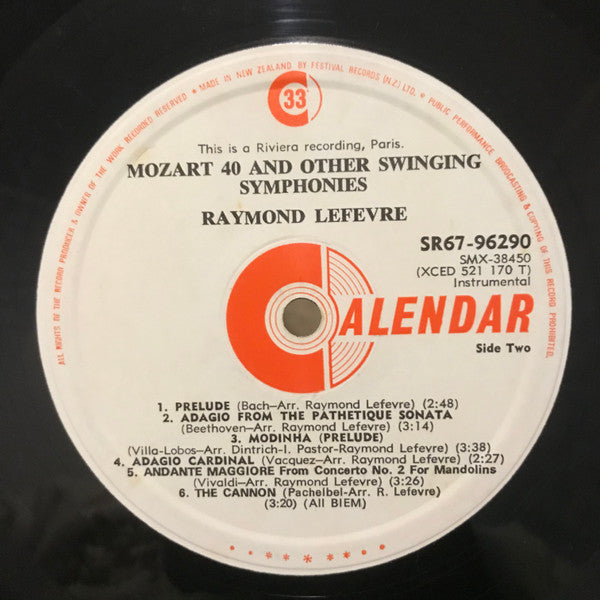 ALL RIGHTS OF THE RECORD PRODUCER & OWNER OF THE WORK RECORDED RESERVED * MADE IN NEW ZEALAND BY FESTIVAL RECORDS (N.Z.) LTD. * PUBLIC PERFORMANCE BROADCASTING & COPYING OF THIS RECORD PROHIBITED.
33
This is a Riviera recording, Paris.
MOZART 40 AND OTHER SWINGING
SYMPHONIES
RAYMOND LEFEVRE
SR67-96290
SMX-38450
(XCED 521 170 T)
Instrumental
CALENDAR
Side Two
1. PRELUDE (Bach—Arr. Raymond Lefevre) (2:48)
2. ADAGIO FROM THE PATHETIQUE SONATA
(Beethoven—Arr. Raymond Lefevre) (3:14)
3. MODINHA (PRELUDE)
(Villa-Lobos—Arr. Dintrich-I. Pastor-Raymond Lefevre) (3:38)
4. ADAGIO CARDINAL (Vacquez—Arr. Raymond Lefevre) (2:27)
5. ANDANTE MAGGIORE From Concerto No. 2 For Mandolins
(Vivaldi—Arr. Raymond Lefevre) (3:26)
6. THE CANNON (Pachelbel-Arr. R. Lefevre)
(3:20) (All BIEM)